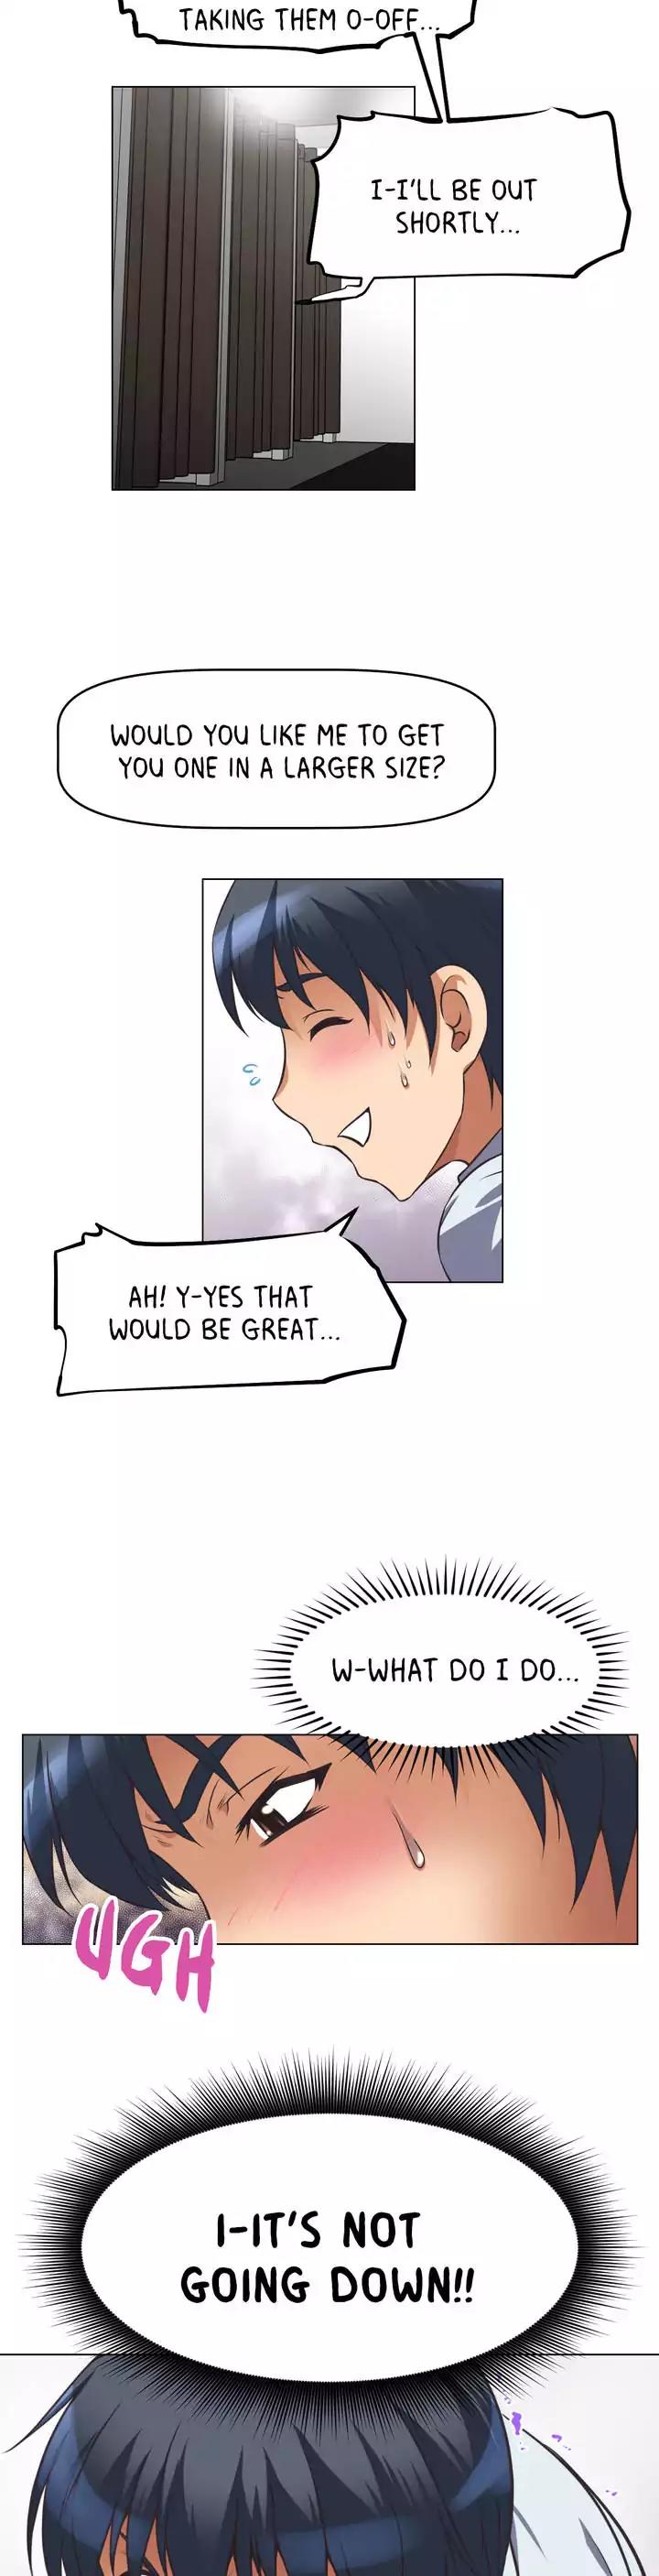 TAKING THEM O-OFF...
I-I'LL BE OUT
SHORTLY...
WOULD YOU LIKE ME TO GET
YOU ONE IN A LARGER SIZE?
AH! Y-YES THAT
WOULD BE GREAT...
W-WHAT DO I DO...
UGH
I-IT'S NOT
GOING DOWN!!